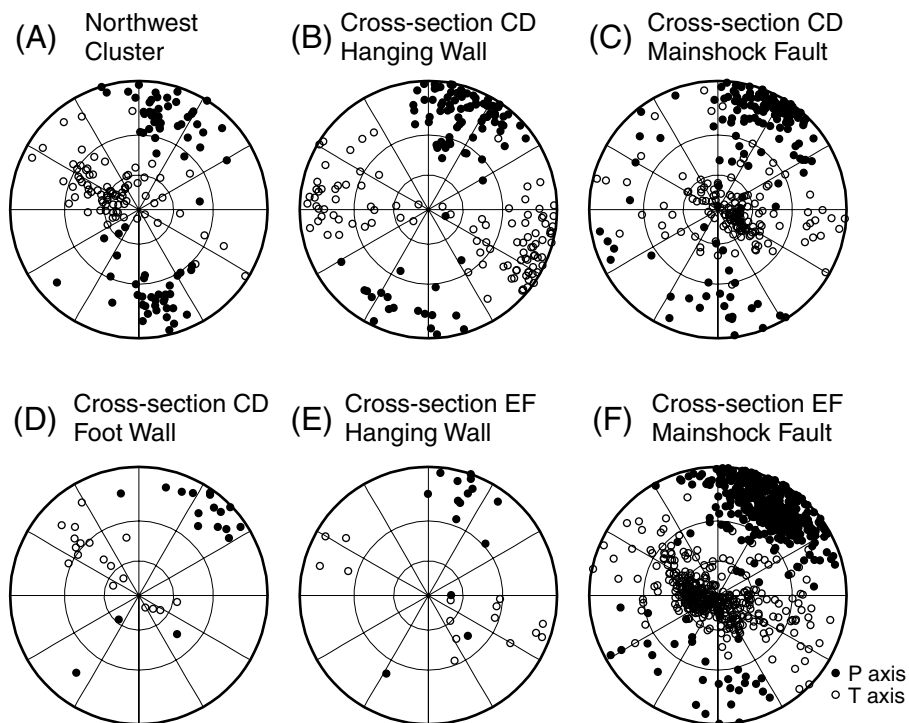 (A) Northwest
Cluster
(B) Cross-section CD
Hanging Wall
(C) Cross-section CD
Mainshock Fault
(D) Cross-section CD
Foot Wall
(E) Cross-section EF
Hanging Wall
(F) Cross-section EF
Mainshock Fault
P axis
T axis